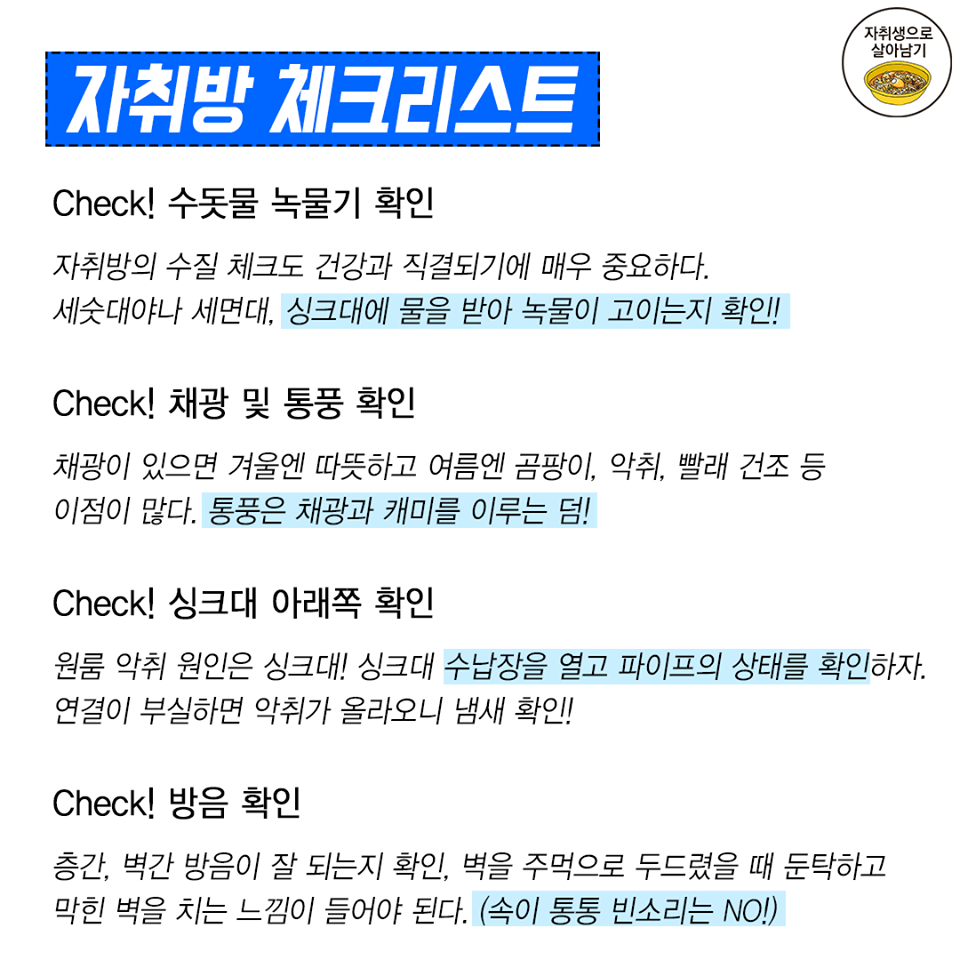 자취생으로
살아남기
자취방 체크리스트
Check! 수돗물 녹물기 확인
자취방의 수질 체크도 건강과 직결되기에 매우 중요하다.
세숫대야나 세면대, 싱크대에 물을 받아 녹물이 고이는지 확인!
Check! 채광 및 통풍 확인
채광이 있으면 겨울엔 따뜻하고 여름엔 곰팡이, 악취, 빨래 건조 등
이점이 많다. 통풍은 채광과 캐미를 이루는 덤!
Check! 싱크대 아래쪽 확인
원룸 악취 원인은 싱크대! 싱크대 수납장을 열고 파이프의 상태를 확인하자.
연결이 부실하면 악취가 올라오니 냄새 확인!
Check! 방음 확인
층간, 벽간 방음이 잘 되는지 확인, 벽을 주먹으로 두드렸을 때 둔탁하고
막힌 벽을 치는 느낌이 들어야 된다. (속이 통통 빈소리는 NO!)